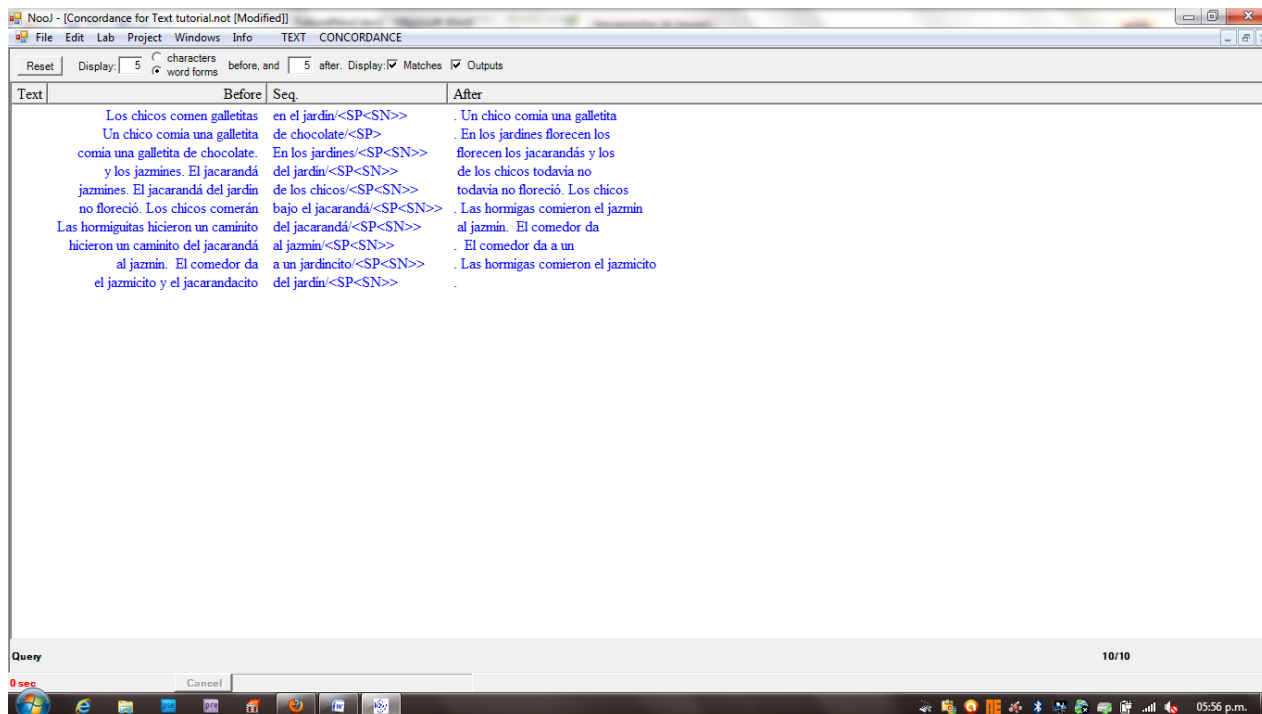 NooJ - [Concordance for Text tutorial.not [Modified]]
File Edit Lab Project Windows Info TEXT CONCORDANCE
Reset Display: 5 characters word forms before, and 5 after. Display: Matches Outputs
Text Before Seq. After
Los chicos comen galletitas en el jardín/<SP<SN>> . Un chico comía una galletita
Un chico comía una galletita de chocolate/<SP> . En los jardines florecen los
comía una galletita de chocolate. En los jardines/<SP<SN>> florecen los jacarandás y los
y los jazmines. El jacarandá del jardín/<SP<SN>> de los chicos todavía no
jazmines. El jacarandá del jardín de los chicos/<SP<SN>> todavía no floreció. Los chicos
no floreció. Los chicos comerán bajo el jacarandá/<SP<SN>> . Las hormigas comieron el jazmín
Las hormiguitas hicieron un caminito del jacarandá/<SP<SN>> al jazmín. El comedor da
hicieron un caminito del jacarandá al jazmín/<SP<SN>> . El comedor da a un
al jazmín. El comedor da a un jardincito/<SP<SN>> . Las hormigas comieron el jazmicito
el jazmicito y el jacarandacito del jardín/<SP<SN>> .
Query 10/10
0 sec Cancel
pse pre 05:56 p.m.